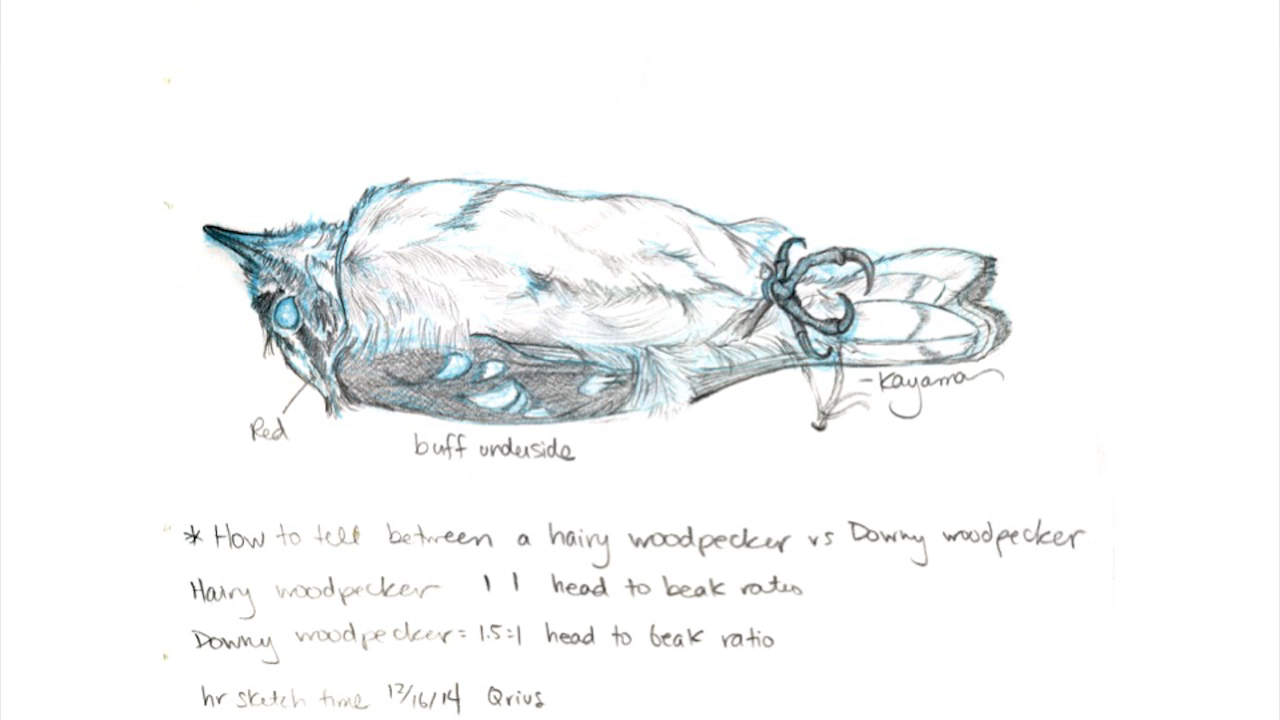 -Kayama
Red
buff underside
* How to tell between a hairy woodpecker vs Downy woodpecker
Hairy woodpecker 1 1 head to beak ratio
Downy woodpecker = 1.5:1 head to beak ratio
hr sketch time 12/16/14 Qrius